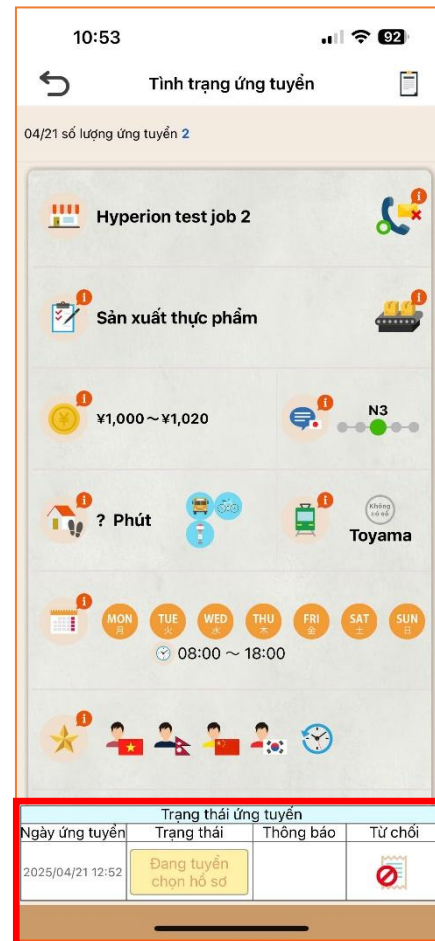 10:53
92
Tình trạng ứng tuyển
04/21 số lượng ứng tuyển 2
Hyperion test job 2
Sản xuất thực phẩm
¥1,000～¥1,020
N3
? Phút
Không có số
Toyama
MON TUE WED THU FRI SAT SUN
月 火 水 木 金 土 日
08:00 ～ 18:00
Trạng thái ứng tuyển
Ngày ứng tuyển Trạng thái Thông báo Từ chối
2025/04/21 12:52
Đang tuyển
chọn hồ sơ